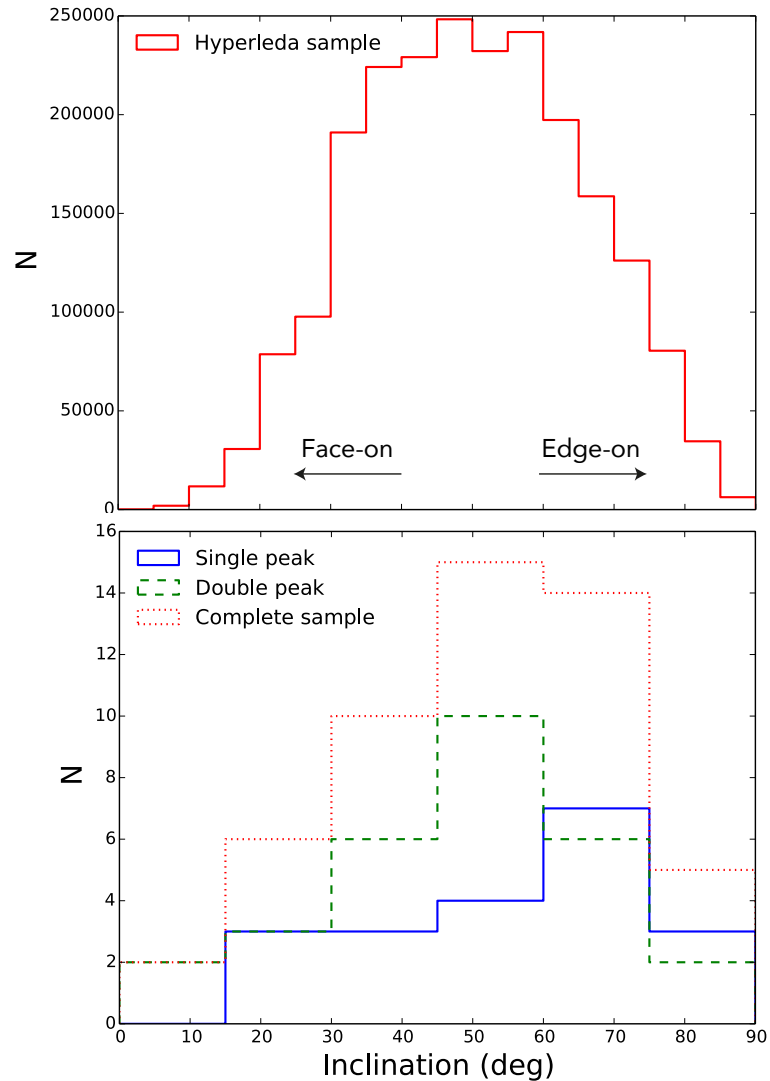 250000
200000
150000
100000
50000
0
N
Hyperleda sample
Face-on
Edge-on
16
14
12
10
8
6
4
2
0
N
Single peak
Double peak
Complete sample
0 10 20 30 40 50 60 70 80 90
Inclination (deg)